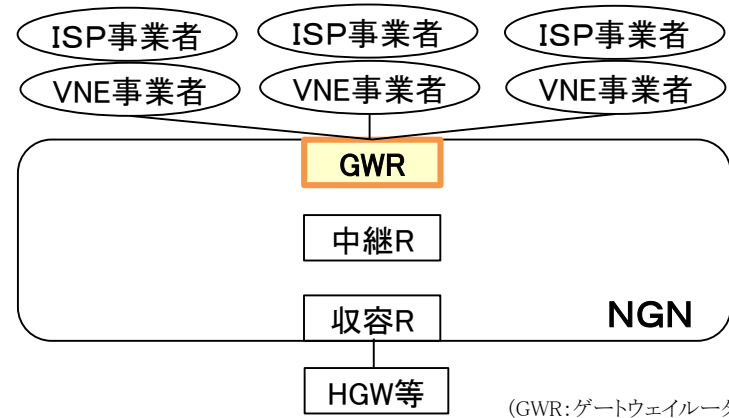 ISP事業者 ISP事業者 ISP事業者
VNE事業者 VNE事業者 VNE事業者
GWR
中継R
収容R NGN
HGW等
(GWR:ゲートウェイルータ